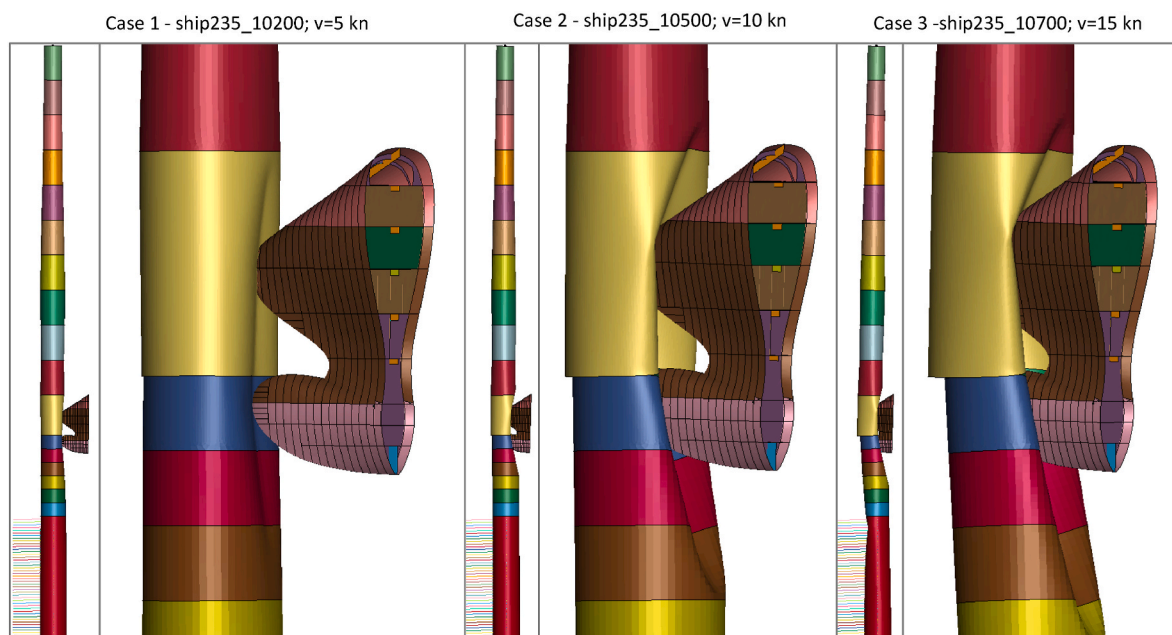 Case 1 - ship235_10200; v=5 kn
Case 2 - ship235_10500; v=10 kn
Case 3 -ship235_10700; v=15 kn